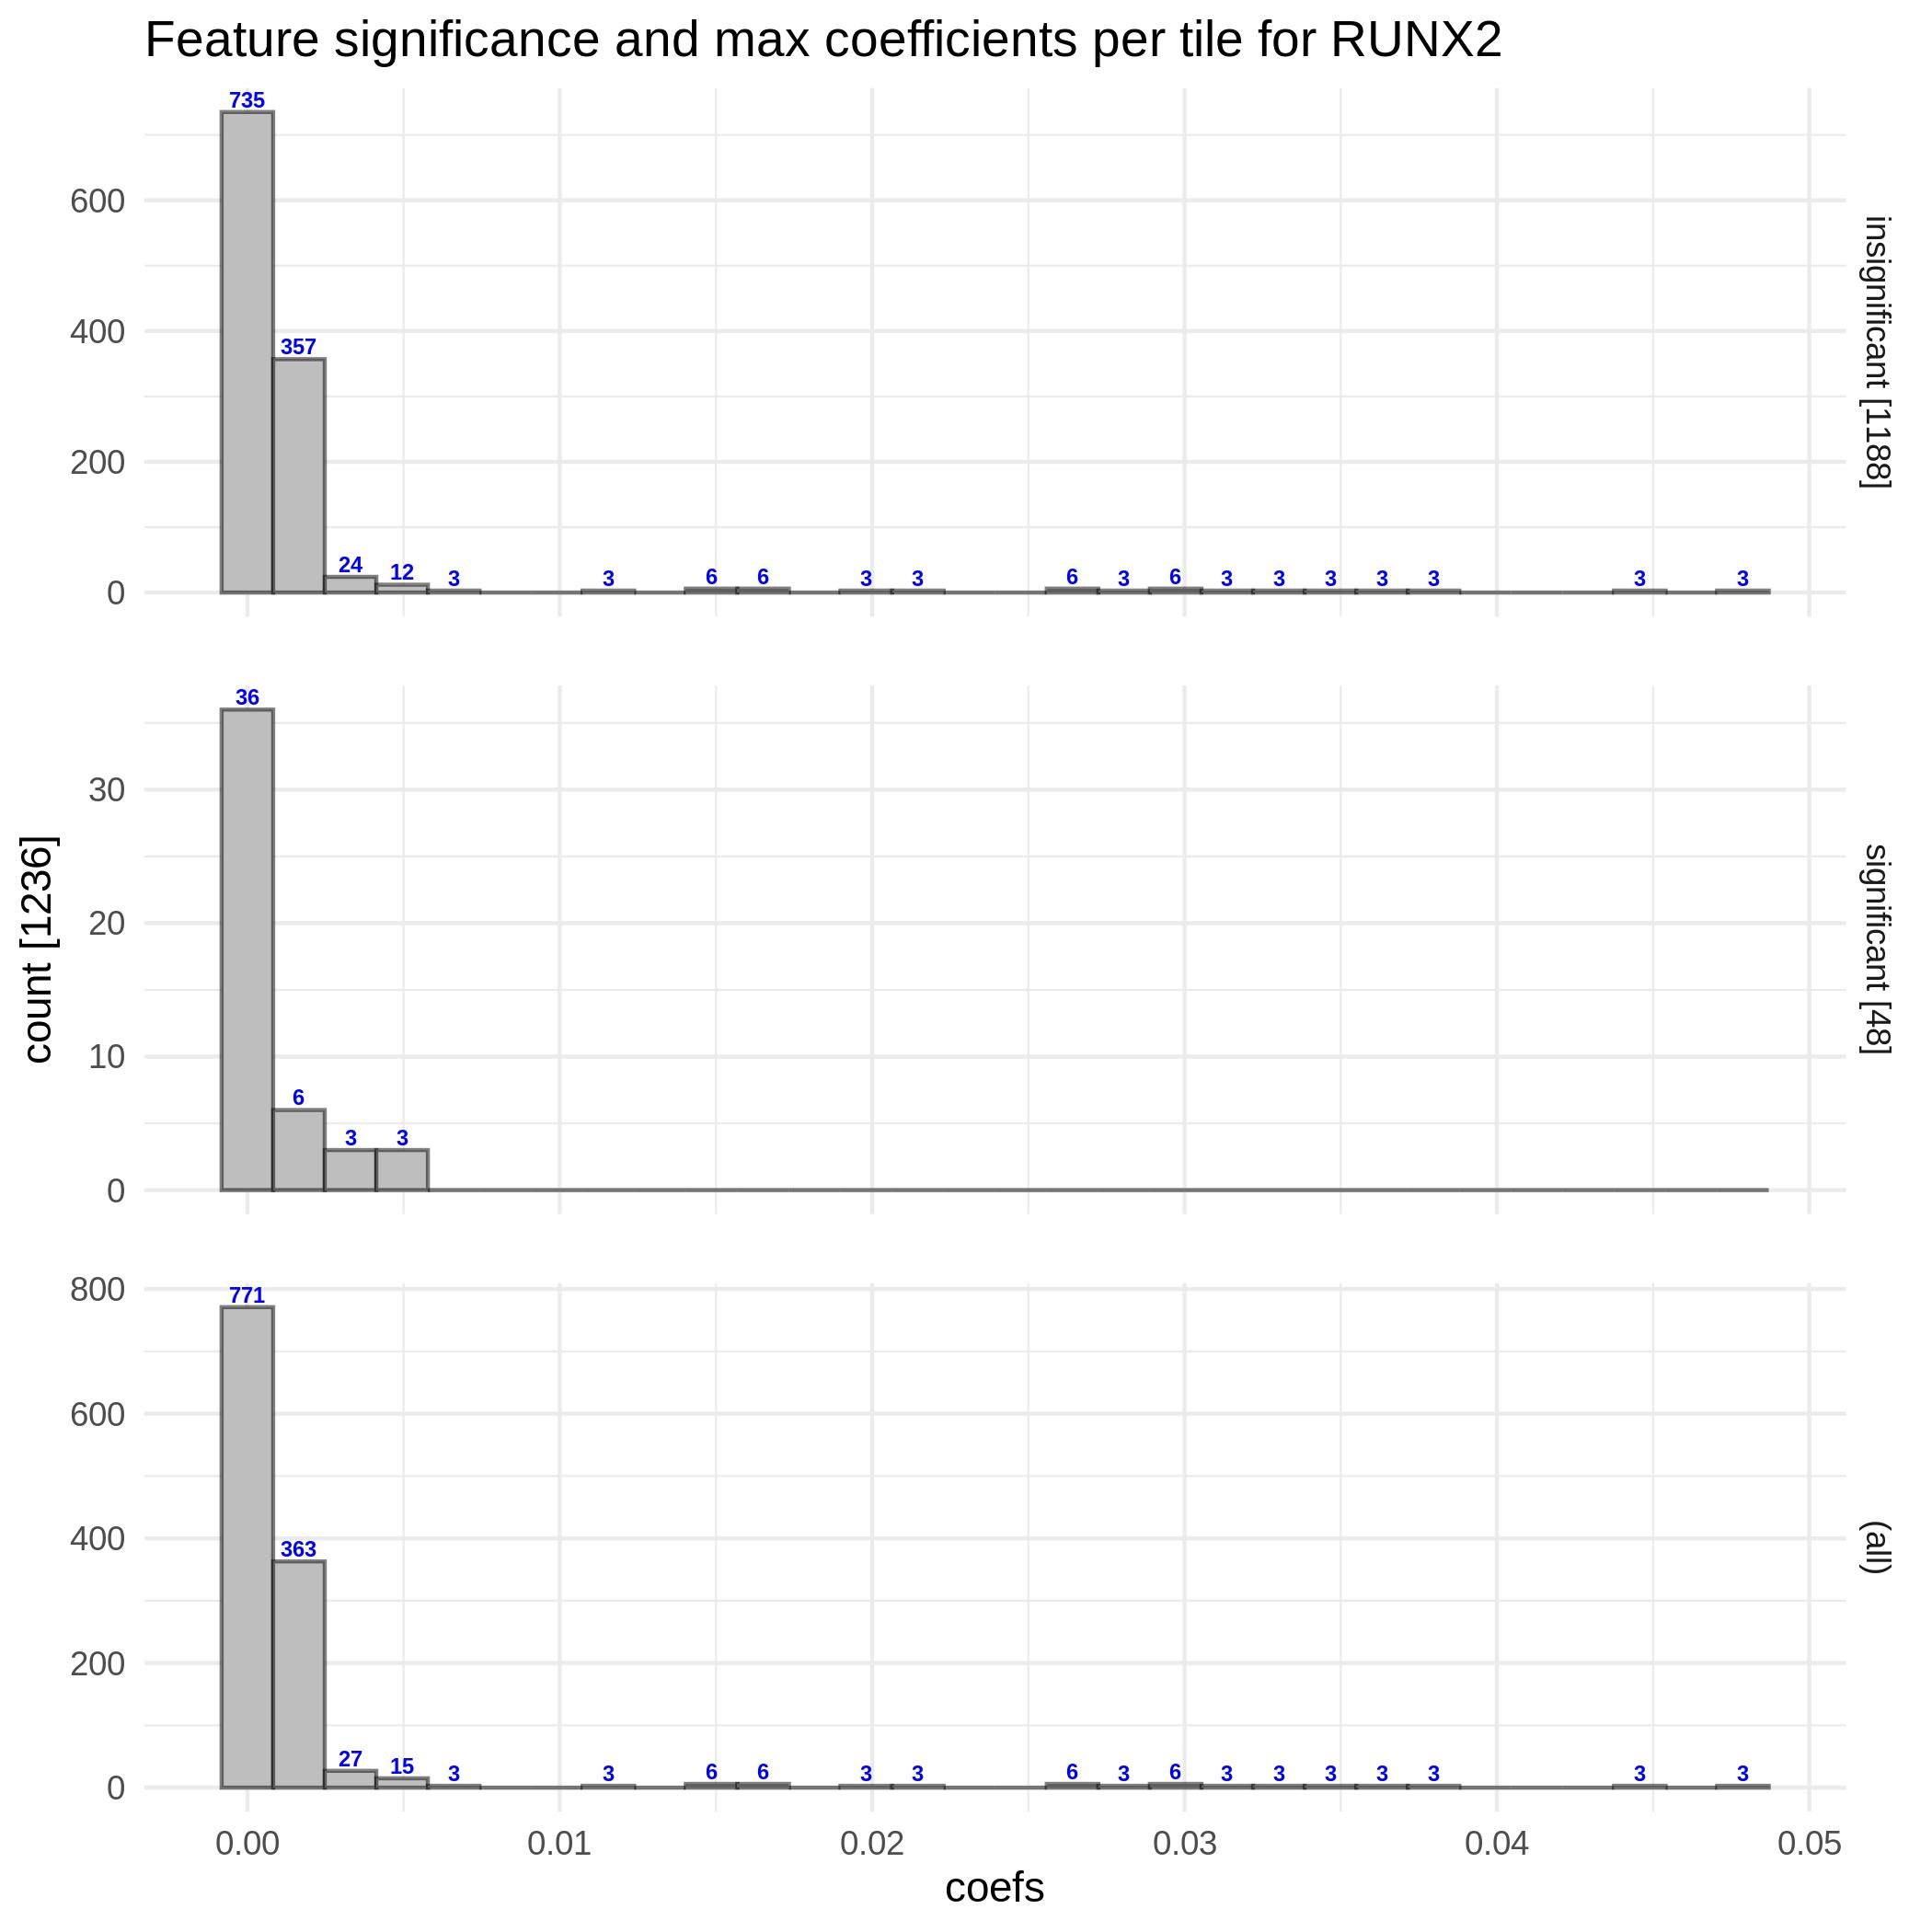 Feature significance and max coefficients per tile for RUNX2
735
600
357
400
200
24 12 3 3 6 6 3 3 6 3 6 3 3 3 3 3 3 3
0
insignificant [1188]
36
30
20
10
6
3 3
0
significant [48]
count [1236]
800
771
600
400
363
200
27 15 3 3 6 6 3 3 6 3 6 3 3 3 3 3 3 3
0
(all)
0.00 0.01 0.02 0.03 0.04 0.05
coefs